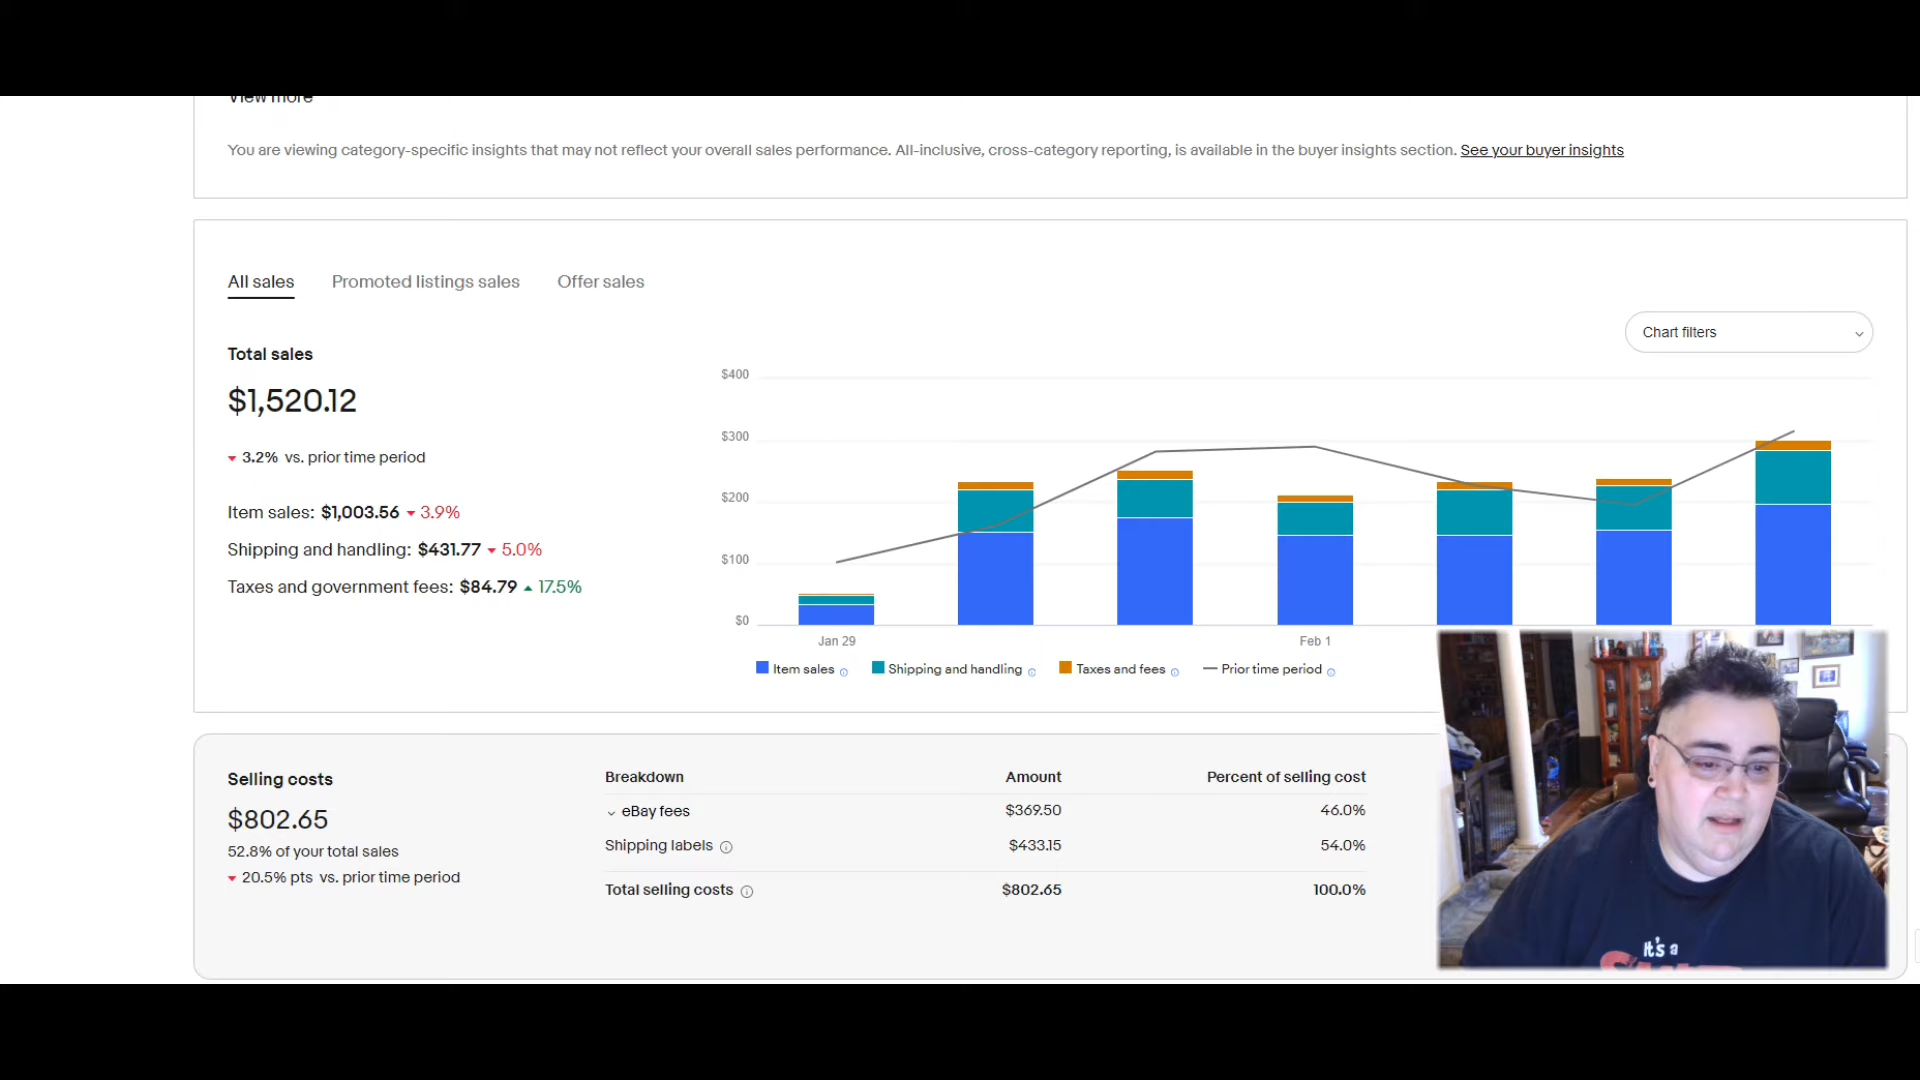 View more
You are viewing category-specific insights that may not reflect your overall sales performance. All-inclusive, cross-category reporting, is available in the buyer insights section. See your buyer insights
All sales Promoted listings sales Offer sales
Chart filters
Total sales
$1,520.12
3.2% vs. prior time period
Item sales: $1,003.56 3.9%
Shipping and handling: $431.77 5.0%
Taxes and government fees: $84.79 17.5%
$400
$300
$200
$100
$0
Jan 29 Feb 1
Item sales Shipping and handling Taxes and fees Prior time period
Selling costs
$802.65
52.8% of your total sales
20.5% pts vs. prior time period
Breakdown Amount Percent of selling cost
eBay fees $369.50 46.0%
Shipping labels $433.15 54.0%
Total selling costs $802.65 100.0%
It's a